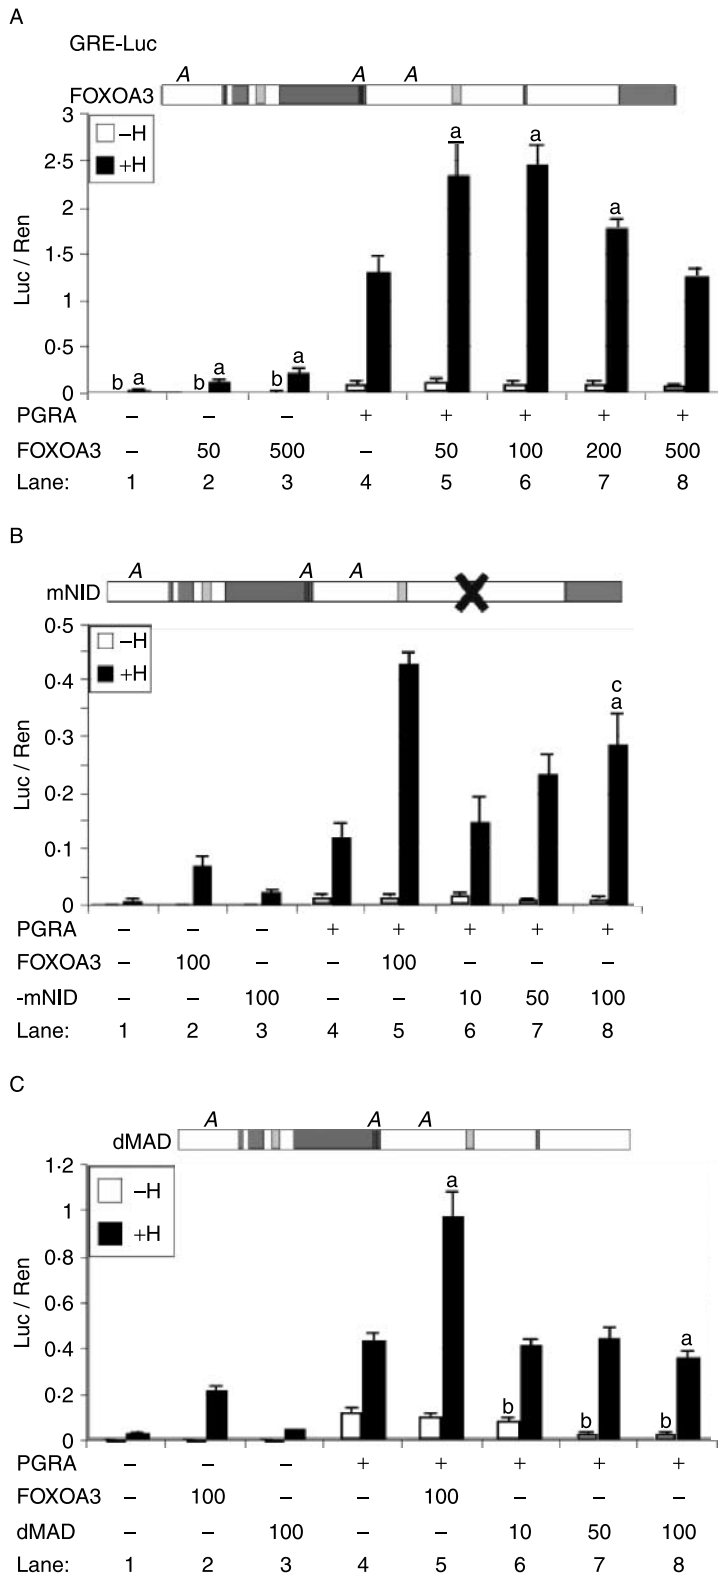 A
GRE-Luc
A A A
FOXOA3
3
2·5
2
1·5
1
0·5
0
Luc / Ren
–H
+H
b a b a b a a a a
PGRA – – – + + + + +
FOXOA3 – 50 500 – 50 100 200 500
Lane: 1 2 3 4 5 6 7 8
B
A A A
mNID
0·5
0·4
0·3
0·2
0·1
0
Luc / Ren
–H
+H
c
a
PGRA – – – + + + + +
FOXOA3 – 100 – – 100 – – –
-mNID – – 100 – – 10 50 100
Lane: 1 2 3 4 5 6 7 8
C
A A A
dMAD
1·2
1
0·8
0·6
0·4
0·2
0
Luc / Ren
–H
+H
a b b b a
PGRA – – – + + + + +
FOXOA3 – 100 – – 100 – – –
dMAD – – 100 – – 10 50 100
Lane: 1 2 3 4 5 6 7 8